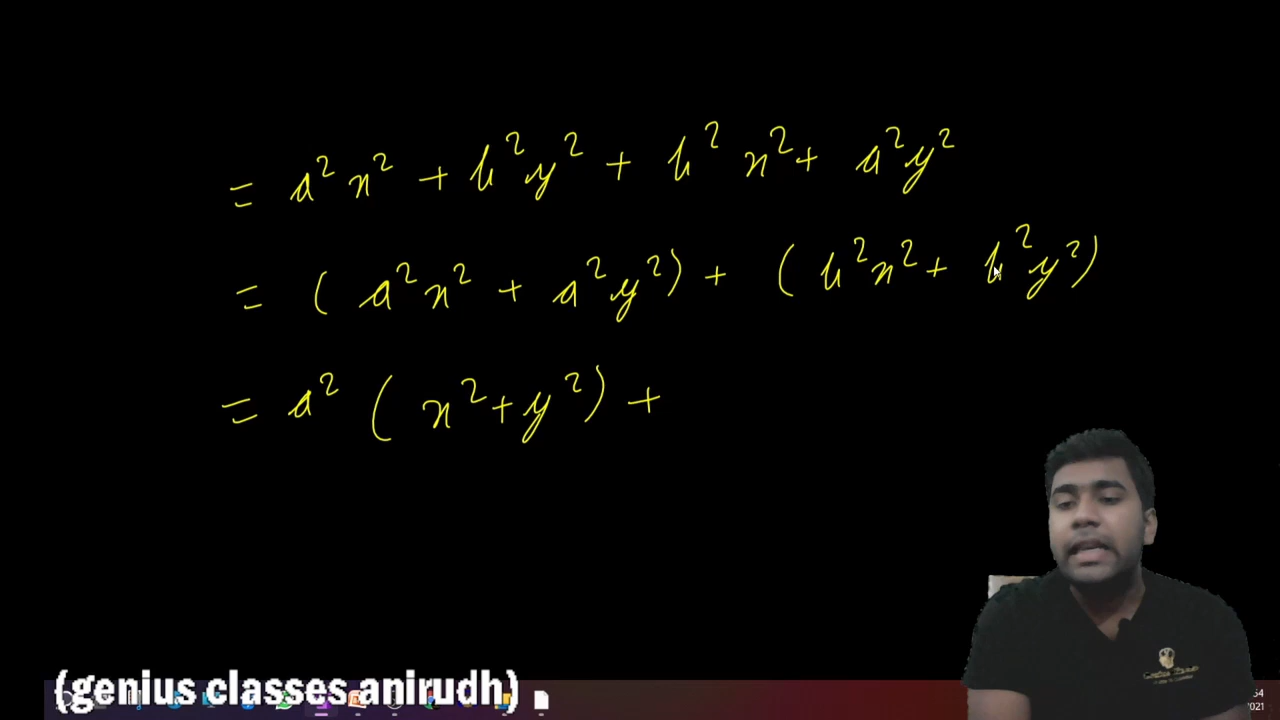 = a²x² + b²y² + b²x² + a²y²
= (a²x² + a²y²) + (b²x² + b²y²)
= a² (x² + y²) +
(genius classes anirudh)